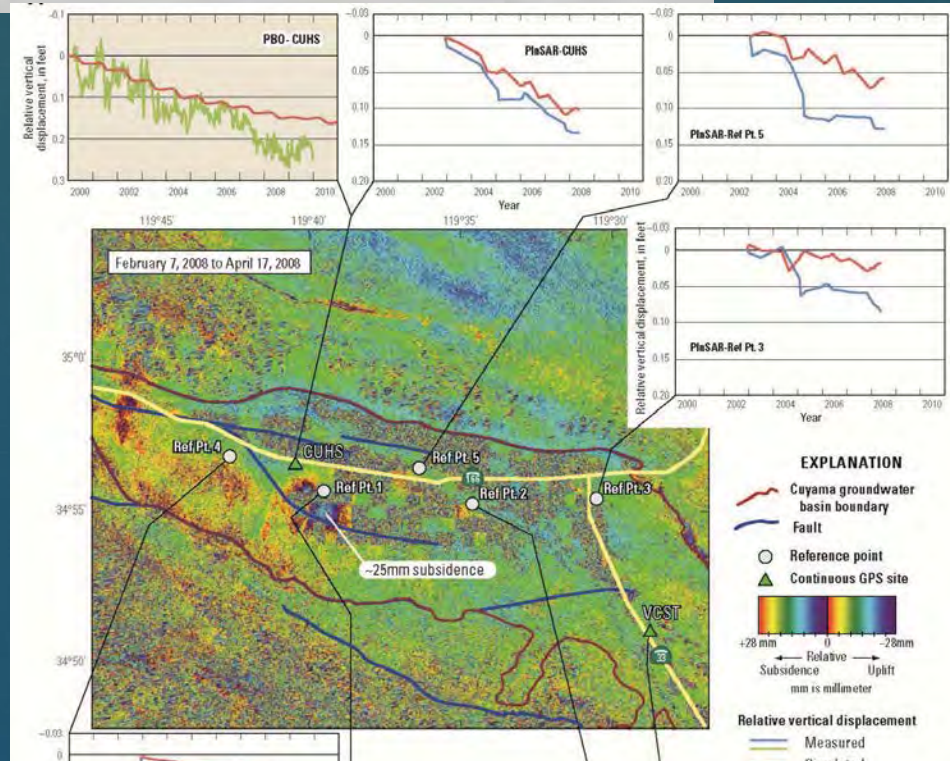 -0.1
0
0.1
0.2
0.3
Relative vertical
displacement, in feet
PBO - CUHS
2000
2002
2004
2006
2008
2010
-0.03
0
0.05
0.10
0.15
0.20
PInSAR-CUHS
2000
2002
2004
2006
2008
2010
Year
-0.03
0
0.05
0.10
0.15
0.20
PInSAR-Ref Pt. 5
2000
2002
2004
2006
2008
2010
-0.03
0
0.05
0.10
0.15
0.20
Relative vertical displacement, in feet
PInSAR-Ref Pt. 3
2000
2002
2004
2006
2008
2010
Year
119°45'
119°40'
119°35'
119°30'
35°0'
34°55'
34°50'
February 7, 2008 to April 17, 2008
Ref Pt. 4
CUHS
Ref Pt. 5
166
Ref Pt. 1
Ref Pt. 2
Ref Pt. 3
~25mm subsidence
VCST
33
EXPLANATION
Cuyama groundwater
basin boundary
Fault
Reference point
Continuous GPS site
+28 mm 0 -28mm
Relative
Subsidence Uplift
mm is millimeter
Relative vertical displacement
Measured
-0.03
0